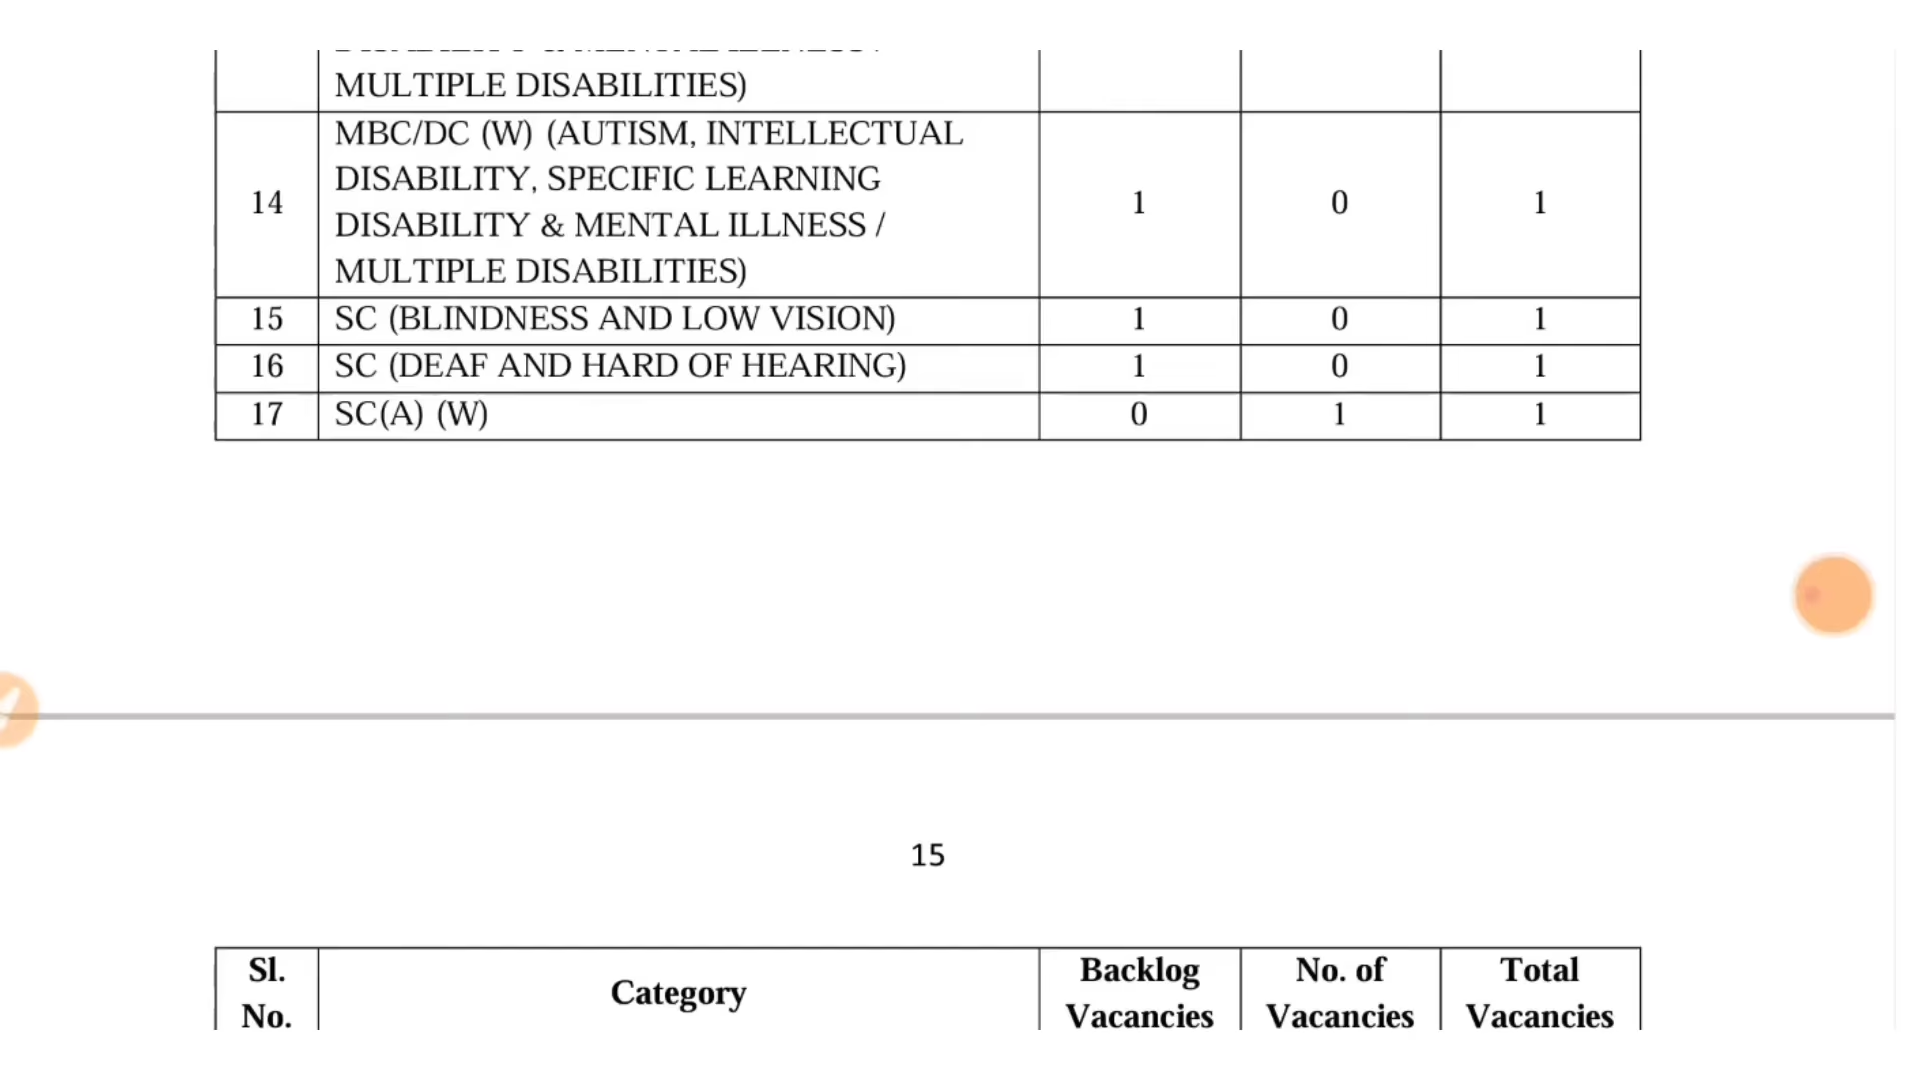 MULTIPLE DISABILITIES)
14 MBC/DC (W) (AUTISM, INTELLECTUAL
DISABILITY, SPECIFIC LEARNING
DISABILITY & MENTAL ILLNESS /
MULTIPLE DISABILITIES) 1 0 1
15 SC (BLINDNESS AND LOW VISION) 1 0 1
16 SC (DEAF AND HARD OF HEARING) 1 0 1
17 SC(A) (W) 0 1 1
15
Sl. No. Category Backlog Vacancies No. of Vacancies Total Vacancies